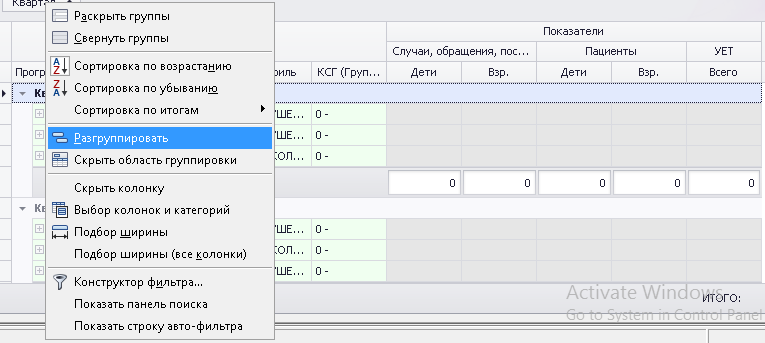 Квартал
Раскрыть группы
Свернуть группы
Сортировка по возрастанию
Сортировка по убыванию
Сортировка по итогам
Разгруппировать
Скрыть область группировки
Скрыть колонку
Выбор колонок и категорий
Подбор ширины
Подбор ширины (все колонки)
Конструктор фильтра...
Показать панель поиска
Показать строку авто-фильтра
Показатели
Случаи, обращения, пос... Пациенты УЕТ
Прогр КСГ (Груп... Дети Взр. Дети Взр. Всего
Кв
УШЕ... 0 -
УШЕ... 0 -
КОЛ... 0 -
0 0 0 0 0
Кв
УШЕ... 0 -
КОЛ... 0 -
УШЕ... 0 -
ИТОГО:
Activate Windows
Go to System in Control Panel